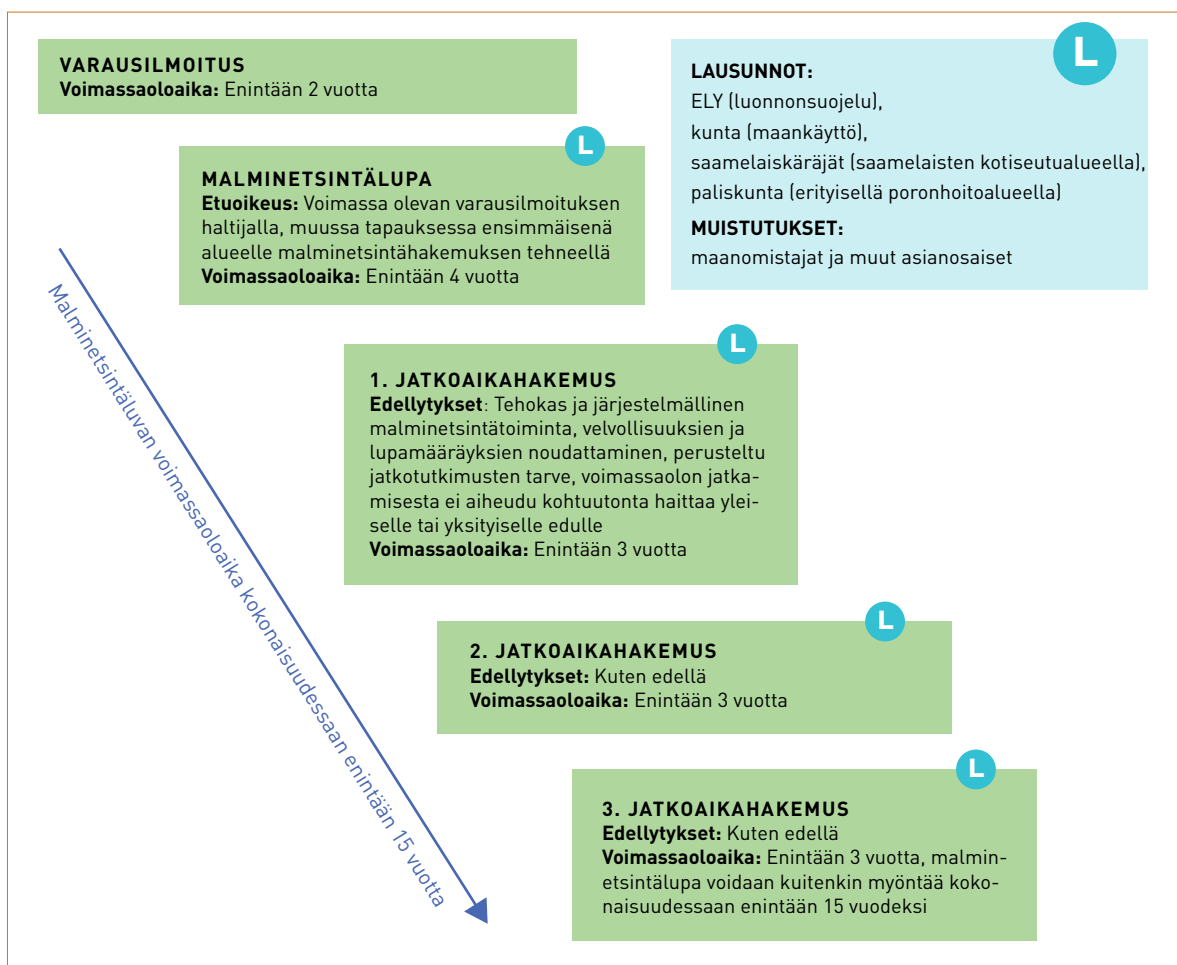 VARAUSILMOITUS
Voimassaoloaika: Enintään 2 vuotta
L
LAUSUNNOT:
ELY (luonnonsuojelu),
kunta (maankäyttö),
saamelaiskäräjät (saamelaisten kotiseutualueella),
paliskunta (erityisellä poronhoitoalueella)
MUISTUTUKSET:
maanomistajat ja muut asianosaiset
L
MALMINETSINTÄLUPA
Etuoikeus: Voimassa olevan varausilmoituksen
haltijalla, muussa tapauksessa ensimmäisenä
alueelle malminetsintähakemuksen tehneellä
Voimassaoloaika: Enintään 4 vuotta
Malminetsintäluvan voimassaoloaika kokonaisuudessaan enintään 15 vuotta
L
1. JATKOAIKAHAKEMUS
Edellytykset: Tehokas ja järjestelmällinen
malminetsintätoiminta, velvollisuuksien ja
lupamääräyksien noudattaminen, perusteltu
jatkotutkimusten tarve, voimassaolon jatka-
misesta ei aiheudu kohtuutonta haittaa ylei-
selle tai yksityiselle edulle
Voimassaoloaika: Enintään 3 vuotta
L
2. JATKOAIKAHAKEMUS
Edellytykset: Kuten edellä
Voimassaoloaika: Enintään 3 vuotta
L
3. JATKOAIKAHAKEMUS
Edellytykset: Kuten edellä
Voimassaoloaika: Enintään 3 vuotta, malmin-
etsintälupa voidaan kuitenkin myöntää koko-
naisuudessaan enintään 15 vuodeksi